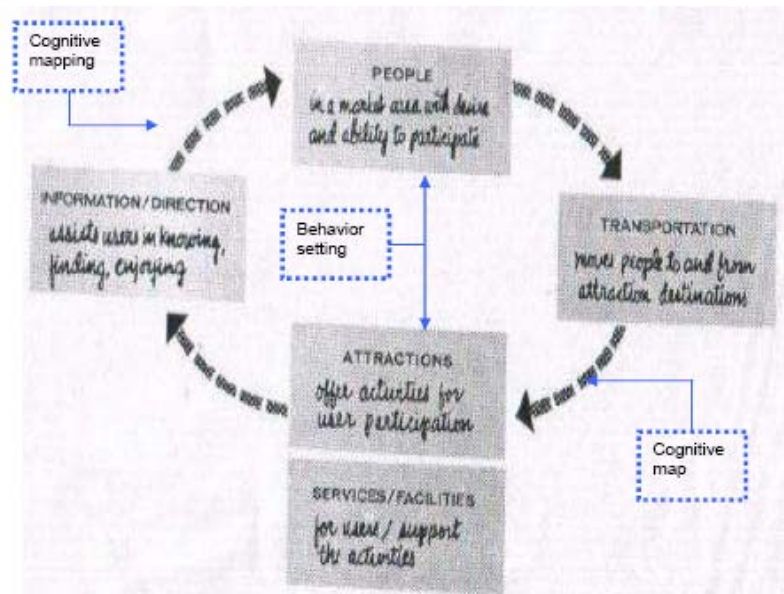 Cognitive
mapping
PEOPLE
in a market area with desire
and ability to participate
INFORMATION/DIRECTION
assists users in knowing,
finding, enjoying
Behavior
setting
TRANSPORTATION
moves people to and from
attraction destinations
ATTRACTIONS
offer activities for
user participation
Cognitive
map
SERVICES/FACILITIES
for users/support
the activities